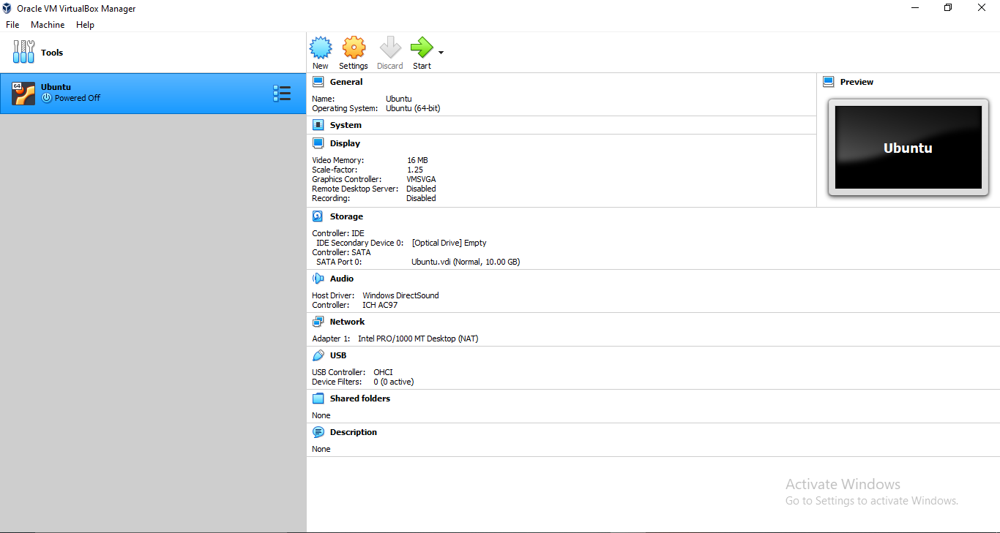 Oracle VM VirtualBox Manager
File Machine Help
Tools
New Settings Discard Start
64
Ubuntu
Powered Off
General
Name: Ubuntu
Operating System: Ubuntu (64-bit)
System
Display
Video Memory: 16 MB
Scale-factor: 1.25
Graphics Controller: VMSVGA
Remote Desktop Server: Disabled
Recording: Disabled
Preview
Ubuntu
Storage
Controller: IDE
IDE Secondary Device 0: [Optical Drive] Empty
Controller: SATA
SATA Port 0: Ubuntu.vdi (Normal, 10.00 GB)
Audio
Host Driver: Windows DirectSound
Controller: ICH AC97
Network
Adapter 1: Intel PRO/1000 MT Desktop (NAT)
USB
USB Controller: OHCI
Device Filters: 0 (0 active)
Shared folders
None
Description
None
Activate Windows
Go to Settings to activate Windows.